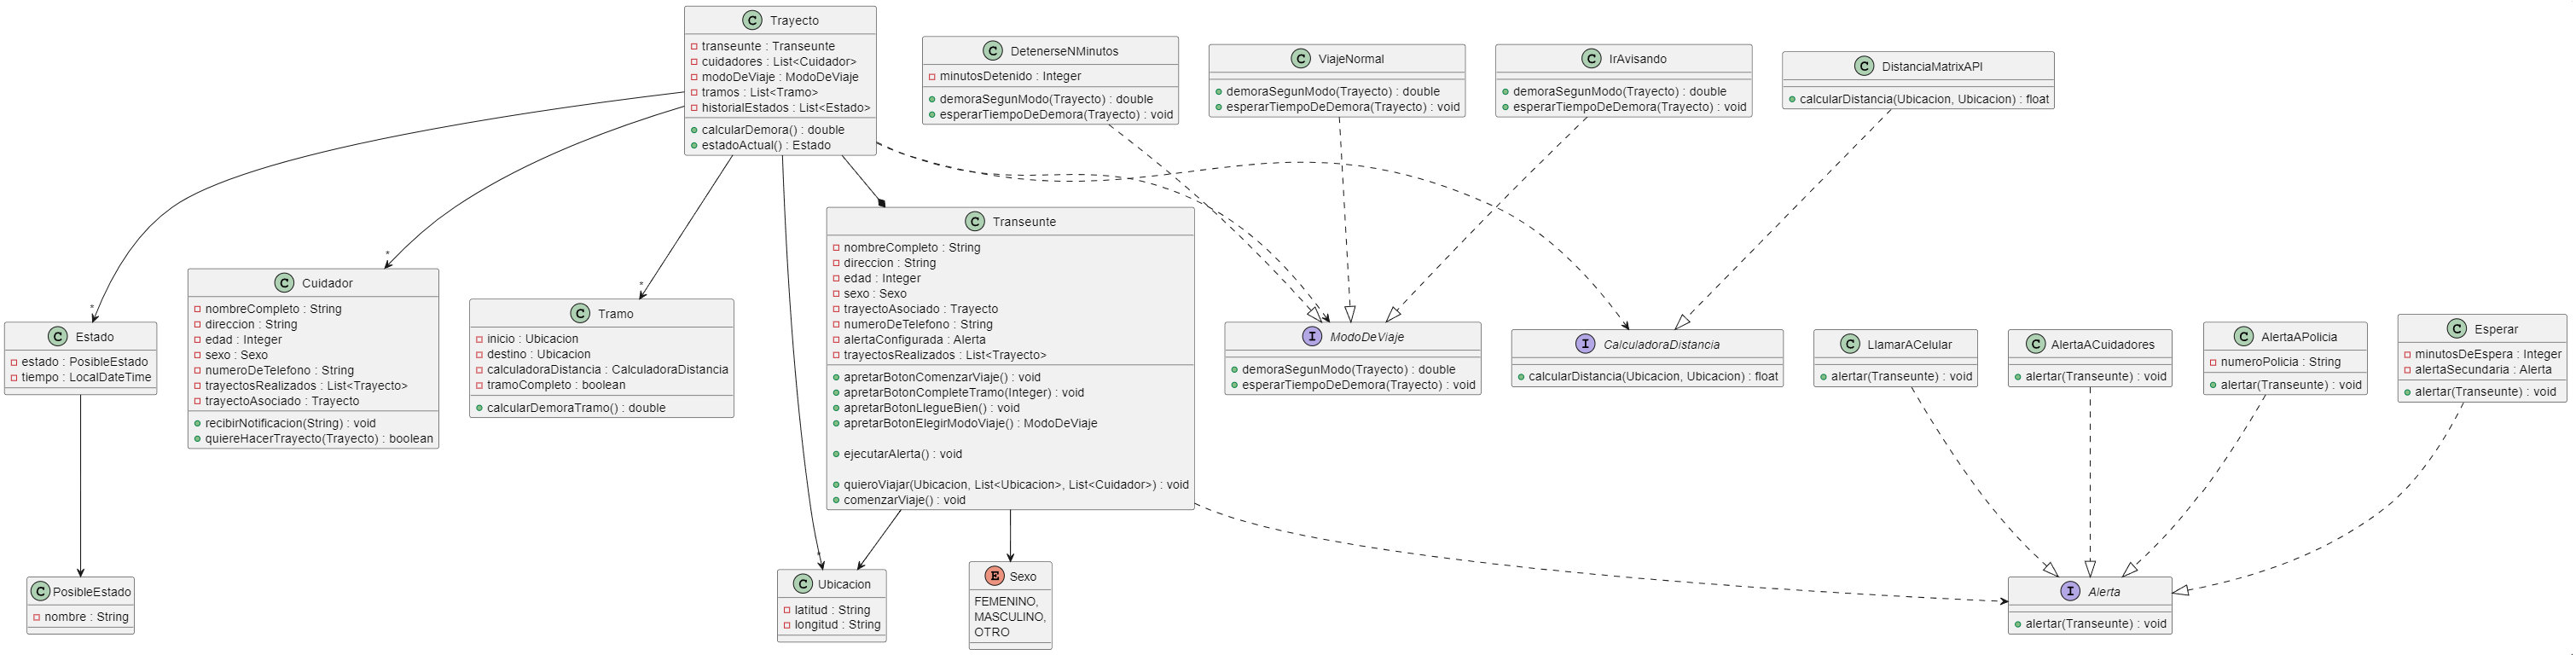 C Trayecto
transeunte : Transeunte
cuidadores : List<Cuidador>
modoDeViaje : ModoDeViaje
tramos : List<Tramo>
historialEstados : List<Estado>
calcularDemora() : double
estadoActual() : Estado
C DetenerseNMinutos
minutosDetenido : Integer
demoraSegunModo(Trayecto) : double
esperarTiempoDeDemora(Trayecto) : void
C ViajeNormal
demoraSegunModo(Trayecto) : double
esperarTiempoDeDemora(Trayecto) : void
C IrAvisando
demoraSegunModo(Trayecto) : double
esperarTiempoDeDemora(Trayecto) : void
C DistanciaMatrixAPI
calcularDistancia(Ubicacion, Ubicacion) : float
*
*
*
*
C Estado
estado : PosibleEstado
tiempo : LocalDateTime
C Cuidador
nombreCompleto : String
direccion : String
edad : Integer
sexo : Sexo
numeroDeTelefono : String
trayectosRealizados : List<Trayecto>
trayectoAsociado : Trayecto
recibirNotificacion(String) : void
quiereHacerTrayecto(Trayecto) : boolean
C Tramo
inicio : Ubicacion
destino : Ubicacion
calculadoraDistancia : CalculadoraDistancia
tramoCompleto : boolean
calcularDemoraTramo() : double
C Transeunte
nombreCompleto : String
direccion : String
edad : Integer
sexo : Sexo
trayectoAsociado : Trayecto
numeroDeTelefono : String
alertaConfigurada : Alerta
trayectosRealizados : List<Trayecto>
apretarBotonComenzarViaje() : void
apretarBotonCompleteTramo(Integer) : void
apretarBotonLlegueBien() : void
apretarBotonElegirModoViaje() : ModoDeViaje
ejecutarAlerta() : void
quieroViajar(Ubicacion, List<Ubicacion>, List<Cuidador>) : void
comenzarViaje() : void
I ModoDeViaje
demoraSegunModo(Trayecto) : double
esperarTiempoDeDemora(Trayecto) : void
I CalculadoraDistancia
calcularDistancia(Ubicacion, Ubicacion) : float
C LlamarACelular
alertar(Transeunte) : void
C AlertaACuidadores
alertar(Transeunte) : void
C AlertaAPolicia
numeroPolicia : String
alertar(Transeunte) : void
C Esperar
minutosDeEspera : Integer
alertaSecundaria : Alerta
alertar(Transeunte) : void
C PosibleEstado
nombre : String
C Ubicacion
latitud : String
longitud : String
E Sexo
FEMENINO,
MASCULINO,
OTRO
I Alerta
alertar(Transeunte) : void